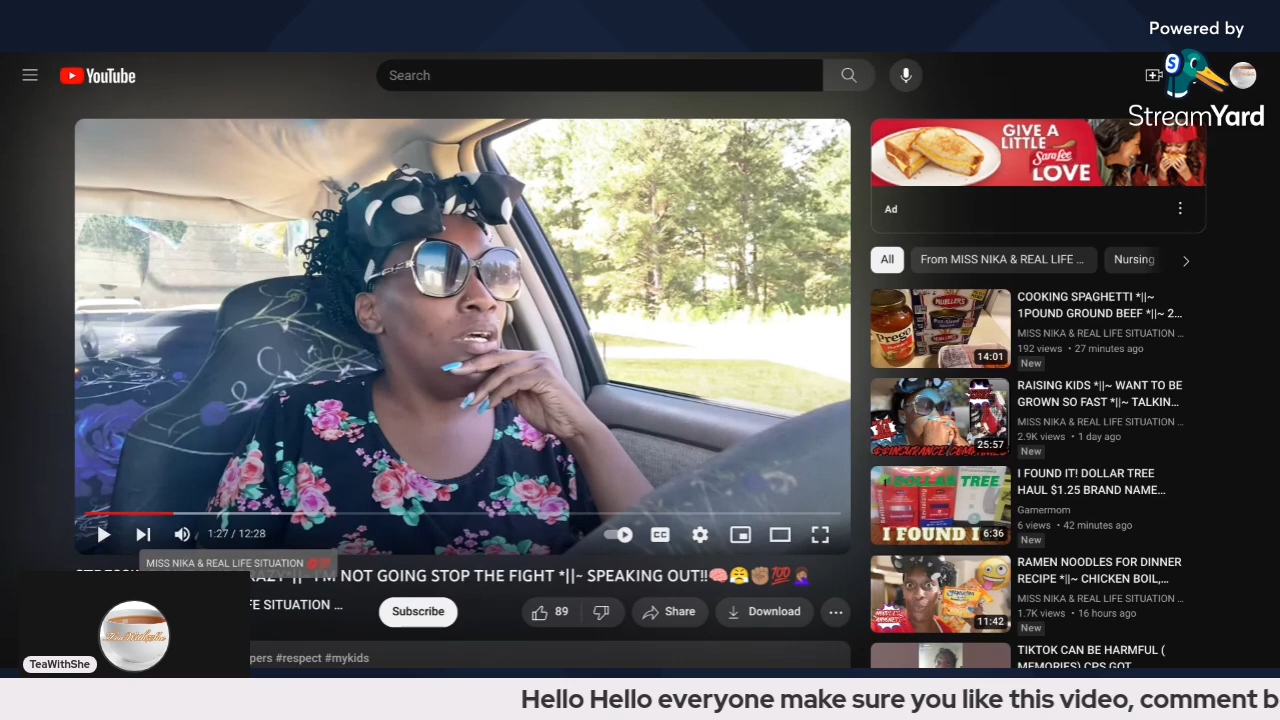 Powered by
StreamYard
YouTube
Search
GIVE A
LITTLE
Sara Lee
LOVE
Ad
All
From MISS NIKA & REAL LIFE ...
Nursing
COOKING SPAGHETTI *||~
1POUND GROUND BEEF *||~ 2...
MISS NIKA & REAL LIFE SITUATION ...
192 views • 27 minutes ago
New
MUELLER'S
Prego
14:01
RAISING KIDS *||~ WANT TO BE
GROWN SO FAST *||~ TALKIN...
MISS NIKA & REAL LIFE SITUATION ...
2.9K views • 1 day ago
New
25:57
I FOUND IT! DOLLAR TREE
HAUL $1.25 BRAND NAME...
Gamermom
6 views • 42 minutes ago
New
DOLLAR TREE
I FOUND I
6:36
RAMEN NOODLES FOR DINNER
RECIPE *||~ CHICKEN BOIL,...
MISS NIKA & REAL LIFE SITUATION ...
1.7K views • 16 hours ago
New
11:42
TIKTOK CAN BE HARMFUL (
MEMORIES) CPS GOT
1:27 / 12:28
CC
MISS NIKA & REAL LIFE SITUATION 💋💯
I'M NOT GOING STOP THE FIGHT *||~ SPEAKING OUT!!🧠😤✊🏾💯🤦🏾‍♀️
FE SITUATION ...
Subscribe
89
Share
Download
pers #respect #mykids
TeaWithShe
Hello Hello everyone make sure you like this video, comment b